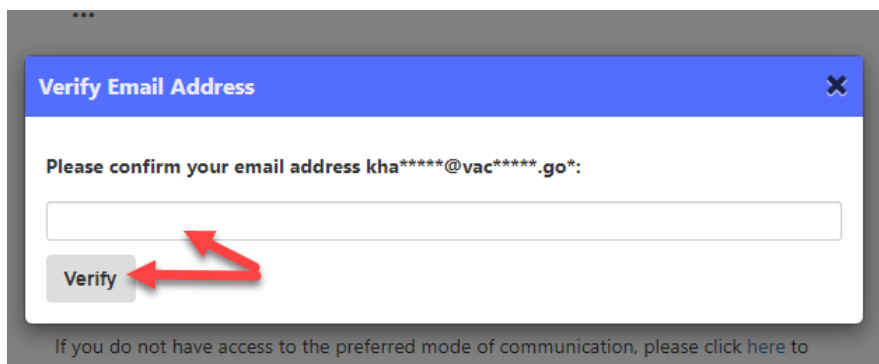 ...
Verify Email Address
Please confirm your email address kha*****@vac*****.go*:
Verify
If you do not have access to the preferred mode of communication, please click here to